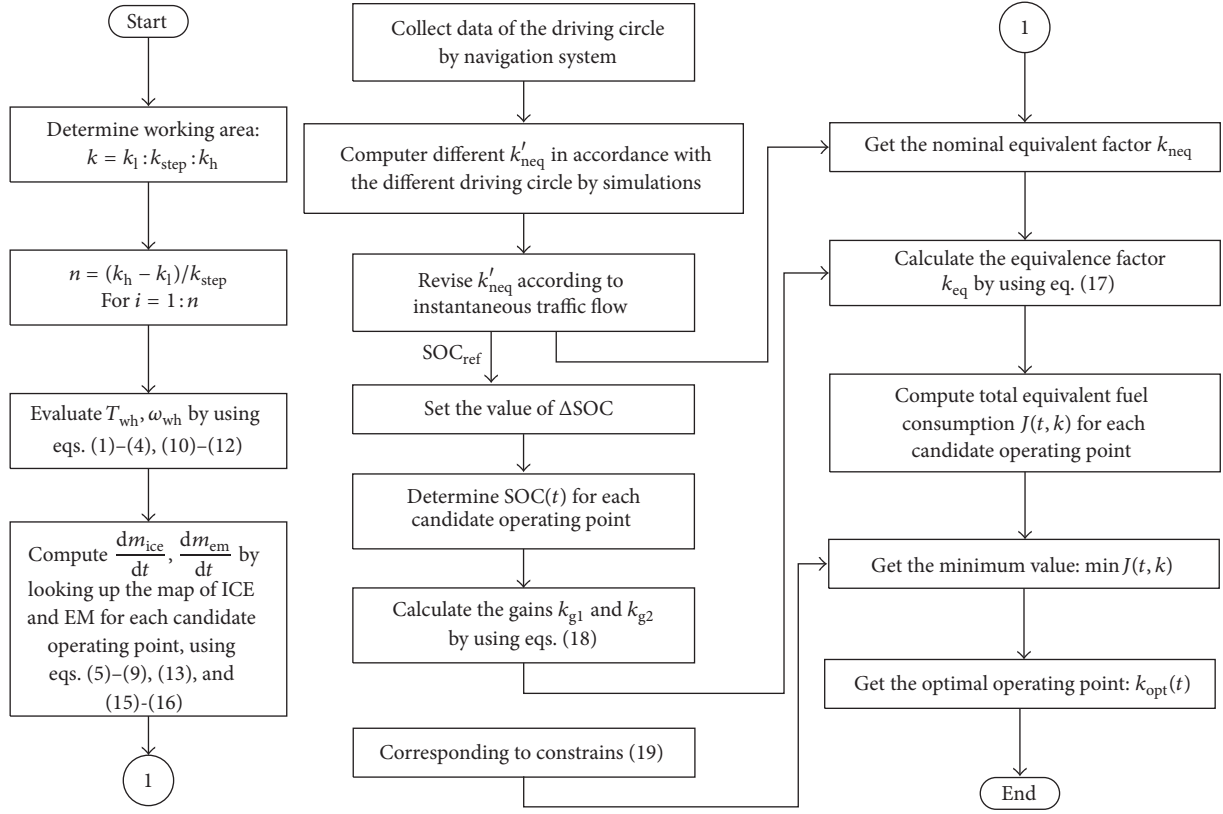 Start
Determine working area:
k = k_l : k_step : k_h
n = (k_h − k_l)/k_step
For i = 1 : n
Evaluate T_wh, ω_wh by using
eqs. (1)–(4), (10)–(12)
Compute dm_ice/dt, dm_em/dt by
looking up the map of ICE
and EM for each candidate
operating point, using
eqs. (5)–(9), (13), and
(15)-(16)
1
Collect data of the driving circle
by navigation system
Computer different k′_neq in accordance with
the different driving circle by simulations
Revise k′_neq according to
instantaneous traffic flow
SOC_ref
Set the value of ΔSOC
Determine SOC(t) for each
candidate operating point
Calculate the gains k_g1 and k_g2
by using eqs. (18)
Corresponding to constrains (19)
1
Get the nominal equivalent factor k_neq
Calculate the equivalence factor
k_eq by using eq. (17)
Compute total equivalent fuel
consumption J(t, k) for each
candidate operating point
Get the minimum value: min J(t, k)
Get the optimal operating point: k_opt(t)
End